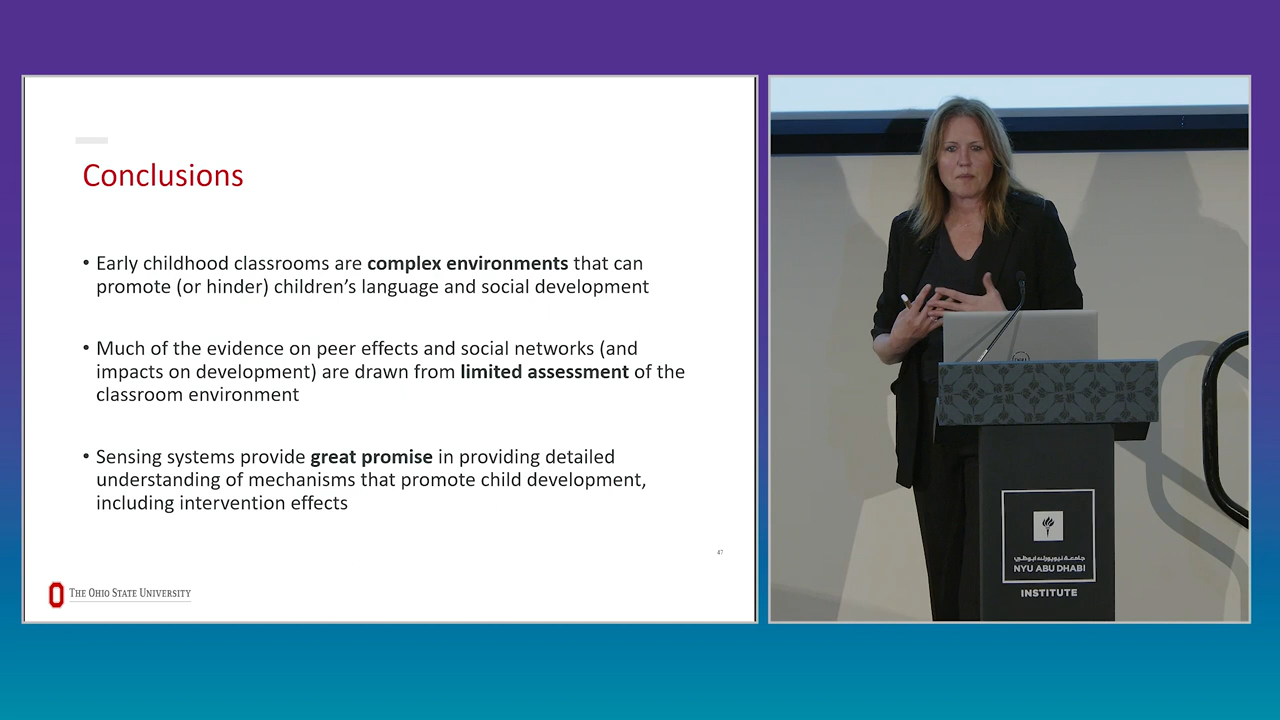 Conclusions
• Early childhood classrooms are complex environments that can
promote (or hinder) children's language and social development
• Much of the evidence on peer effects and social networks (and
impacts on development) are drawn from limited assessment of the
classroom environment
• Sensing systems provide great promise in providing detailed
understanding of mechanisms that promote child development,
including intervention effects
47
THE OHIO STATE UNIVERSITY
DELL
جامعة نيويورك أبوظبي
NYU ABU DHABI
INSTITUTE